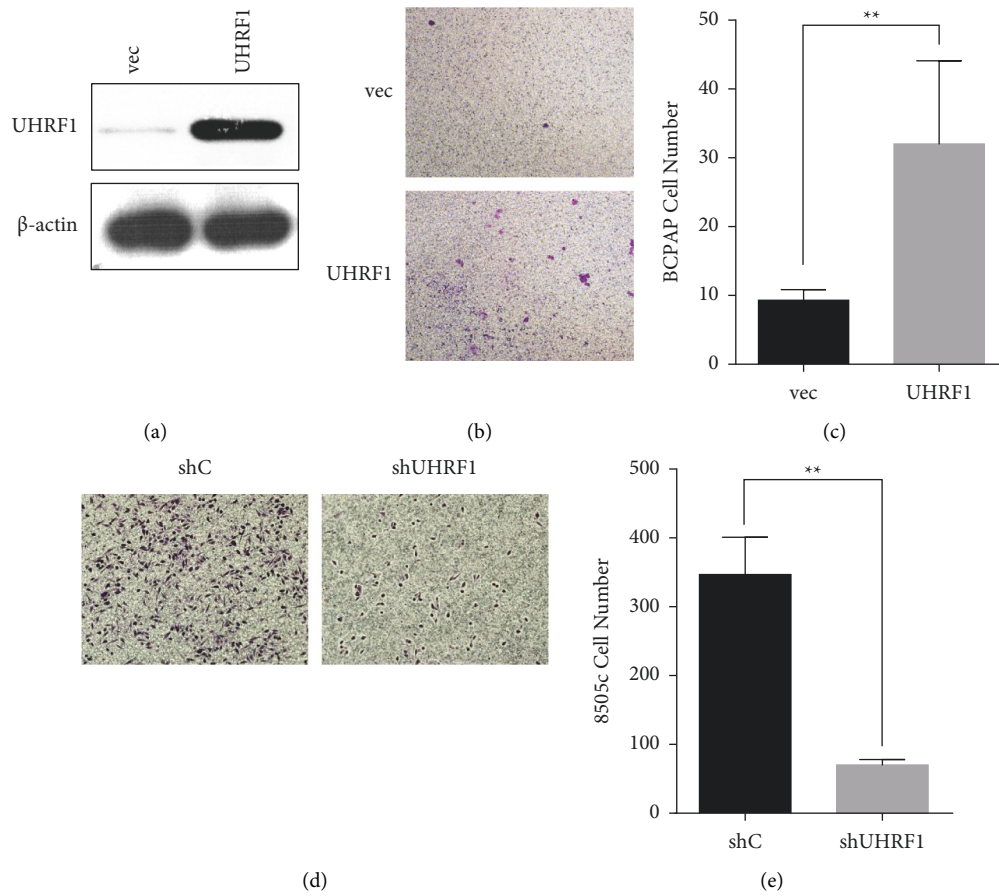 vec
UHRF1
UHRF1
β-actin
(a)
vec
UHRF1
(b)
**
50
40
30
20
10
0
BCPAP Cell Number
vec
UHRF1
(c)
shC
shUHRF1
(d)
**
500
400
300
200
100
0
8505c Cell Number
shC
shUHRF1
(e)